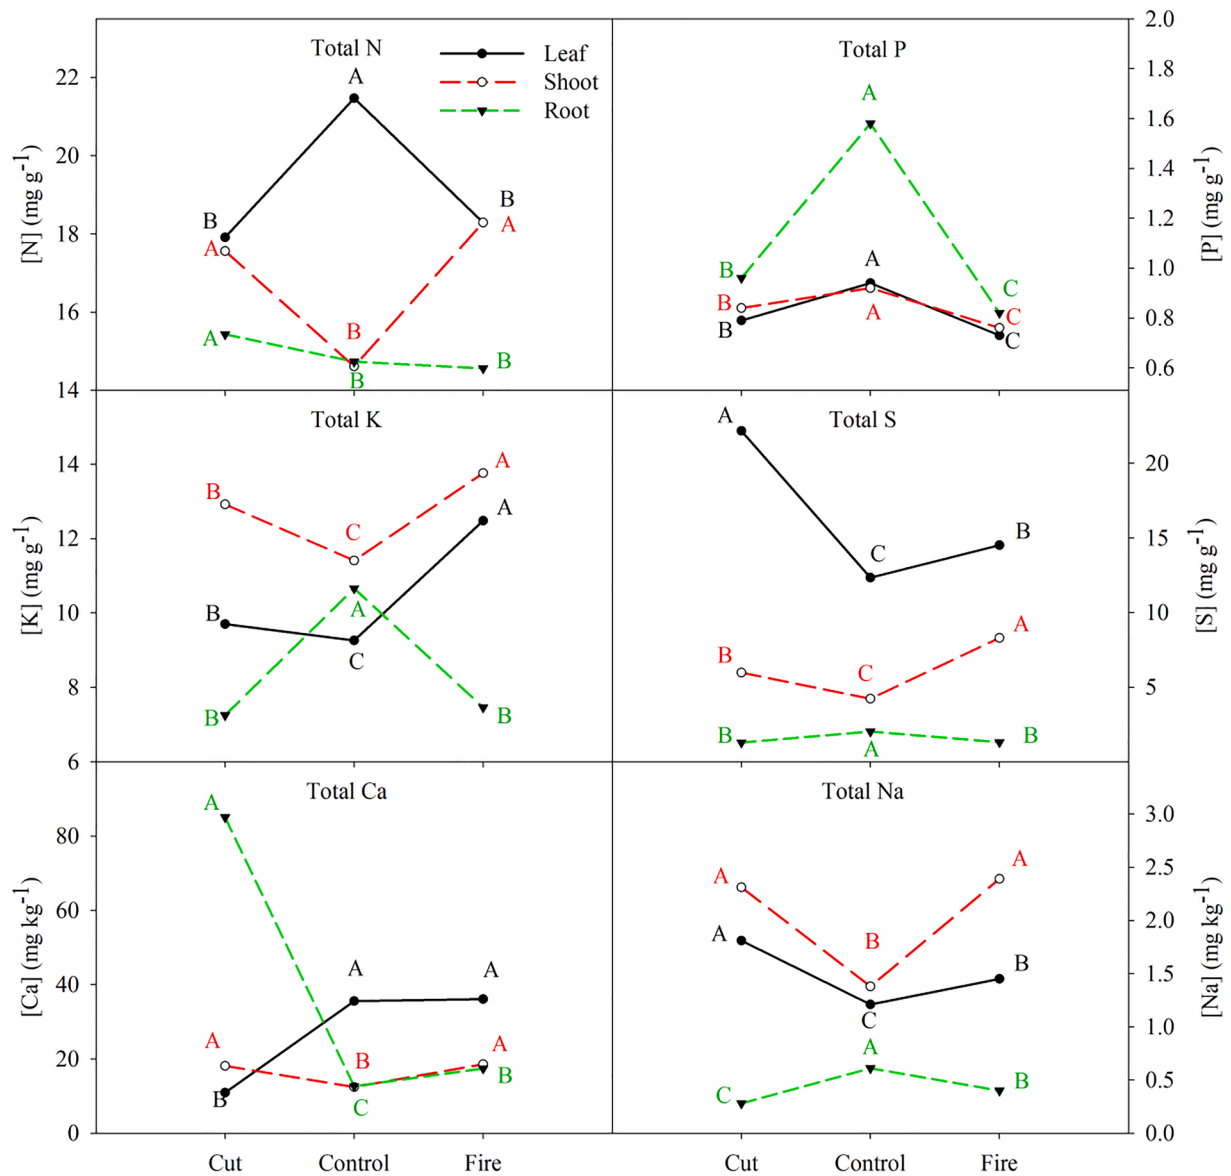 Total N
Leaf
Shoot
Root
[N] (mg g-1)
22
20
18
16
14
A
B
B
A
A
B
A
B
B
Total P
[P] (mg g-1)
2.0
1.8
1.6
1.4
1.2
1.0
0.8
0.6
A
B
C
A
B
C
B
A
C
Total K
[K] (mg g-1)
14
12
10
8
6
A
B
C
A
B
A
C
B
B
Total S
[S] (mg g-1)
20
15
10
5
A
C
B
B
C
A
B
A
B
Total Ca
[Ca] (mg kg-1)
80
60
40
20
0
A
A
A
A
B
A
B
C
B
Total Na
[Na] (mg kg-1)
3.0
2.5
2.0
1.5
1.0
0.5
0.0
A
A
A
B
B
C
A
C
B
Cut
Control
Fire
Cut
Control
Fire